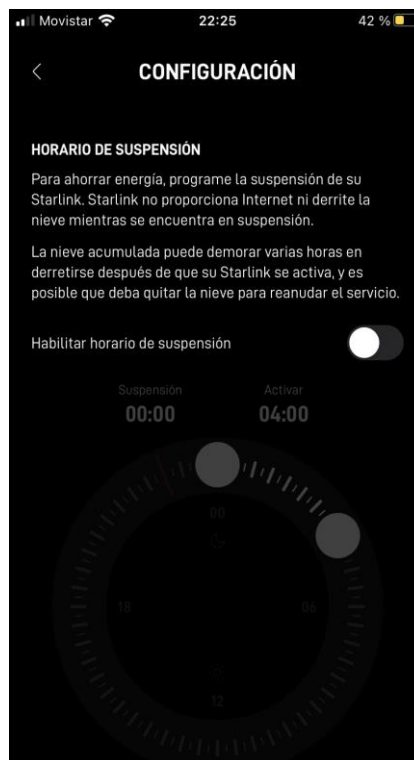 Movistar 22:25 42 %
CONFIGURACIÓN
HORARIO DE SUSPENSIÓN
Para ahorrar energía, programe la suspensión de su
Starlink. Starlink no proporciona Internet ni derrite la
nieve mientras se encuentra en suspensión.
La nieve acumulada puede demorar varias horas en
derretirse después de que su Starlink se activa, y es
posible que deba quitar la nieve para reanudar el servicio.
Habilitar horario de suspensión
Suspensión Activar
00:00 04:00
00
18 06
12